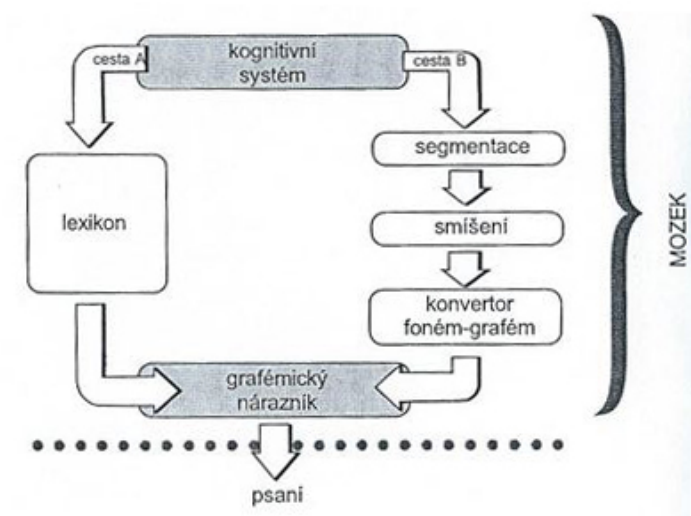 kognitivní
systém
cesta A
cesta B
segmentace
lexikon
smíšení
konvertor
foném-grafém
grafémický
nárazník
psaní
MOZEK